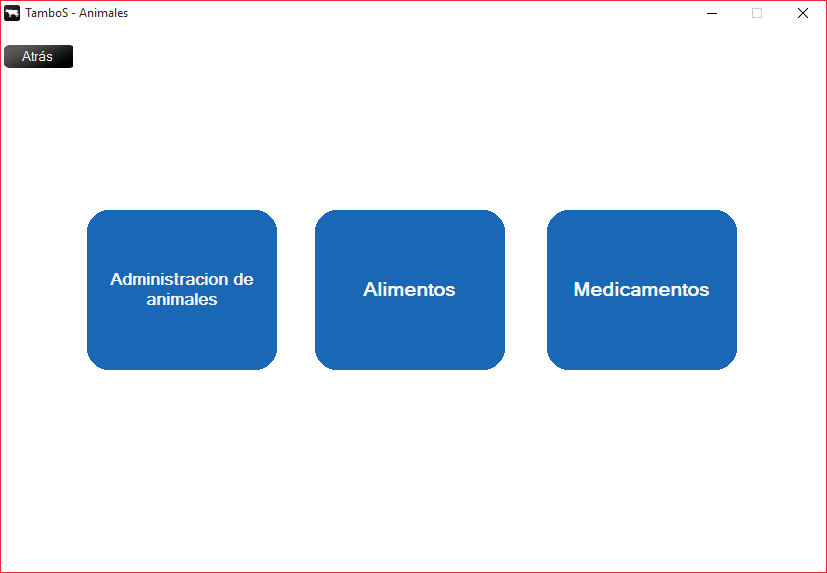 TamboS - Animales
Atrás
Administracion de
animales
Alimentos
Medicamentos